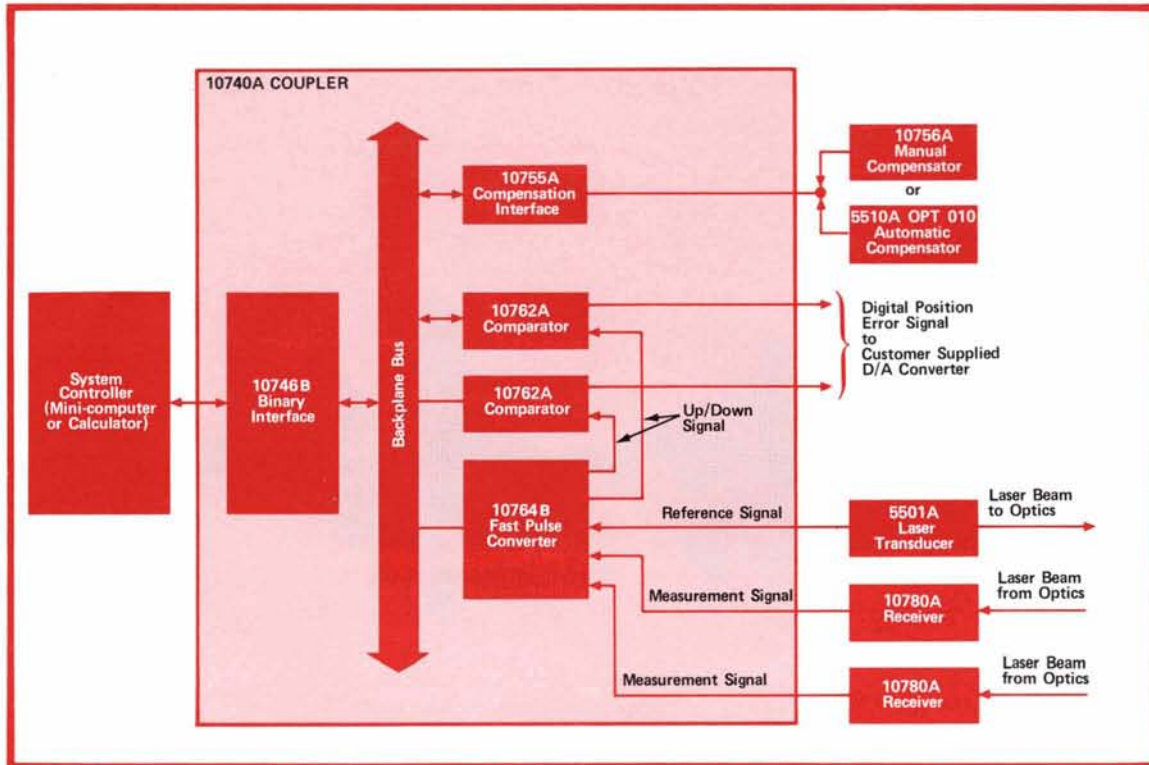 10740A COUPLER
10756A
Manual
Compensator
or
5510A OPT 010
Automatic
Compensator
10755A
Compensation
Interface
10762A
Comparator
Digital Position
Error Signal
to
Customer Supplied
D/A Converter
System
Controller
(Mini-computer
or Calculator)
10746B
Binary
Interface
Backplane Bus
10762A
Comparator
Up/Down
Signal
10764B
Fast Pulse
Converter
Reference Signal
5501A
Laser
Transducer
Laser Beam
to Optics
Measurement Signal
10780A
Receiver
Laser Beam
from Optics
Measurement Signal
10780A
Receiver
Laser Beam
from Optics